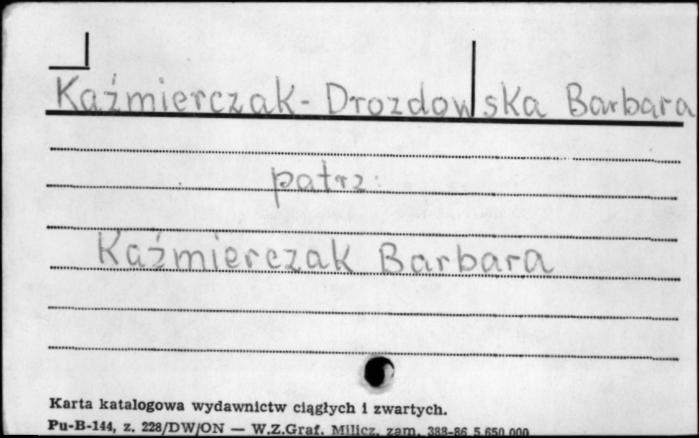 Kaźmierczak-Drozdowska Barbara
patrz:
Kaźmierczak Barbara
Karta katalogowa wydawnictw ciągłych i zwartych.
Pu-B-144, z. 228/DW/ON — W.Z.Graf. Milicz, zam. 388-86 5 650 000